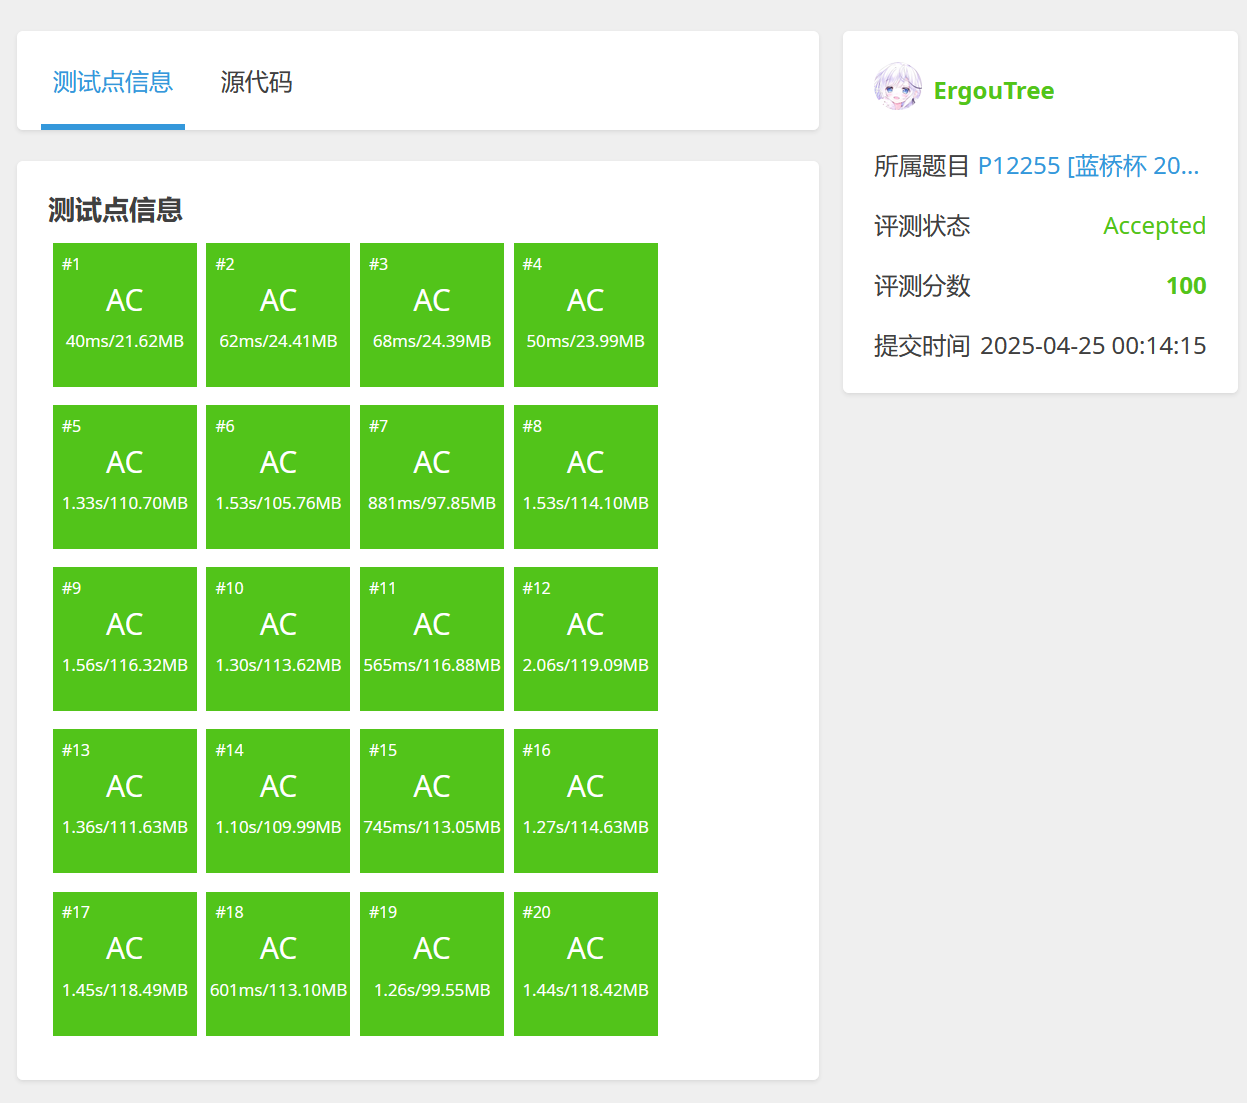 测试点信息 源代码
测试点信息
#1 #2 #3 #4
AC AC AC AC
40ms/21.62MB 62ms/24.41MB 68ms/24.39MB 50ms/23.99MB
#5 #6 #7 #8
AC AC AC AC
1.33s/110.70MB 1.53s/105.76MB 881ms/97.85MB 1.53s/114.10MB
#9 #10 #11 #12
AC AC AC AC
1.56s/116.32MB 1.30s/113.62MB 565ms/116.88MB 2.06s/119.09MB
#13 #14 #15 #16
AC AC AC AC
1.36s/111.63MB 1.10s/109.99MB 745ms/113.05MB 1.27s/114.63MB
#17 #18 #19 #20
AC AC AC AC
1.45s/118.49MB 601ms/113.10MB 1.26s/99.55MB 1.44s/118.42MB
ErgouTree
所属题目 P12255 [蓝桥杯 20...
评测状态 Accepted
评测分数 100
提交时间 2025-04-25 00:14:15